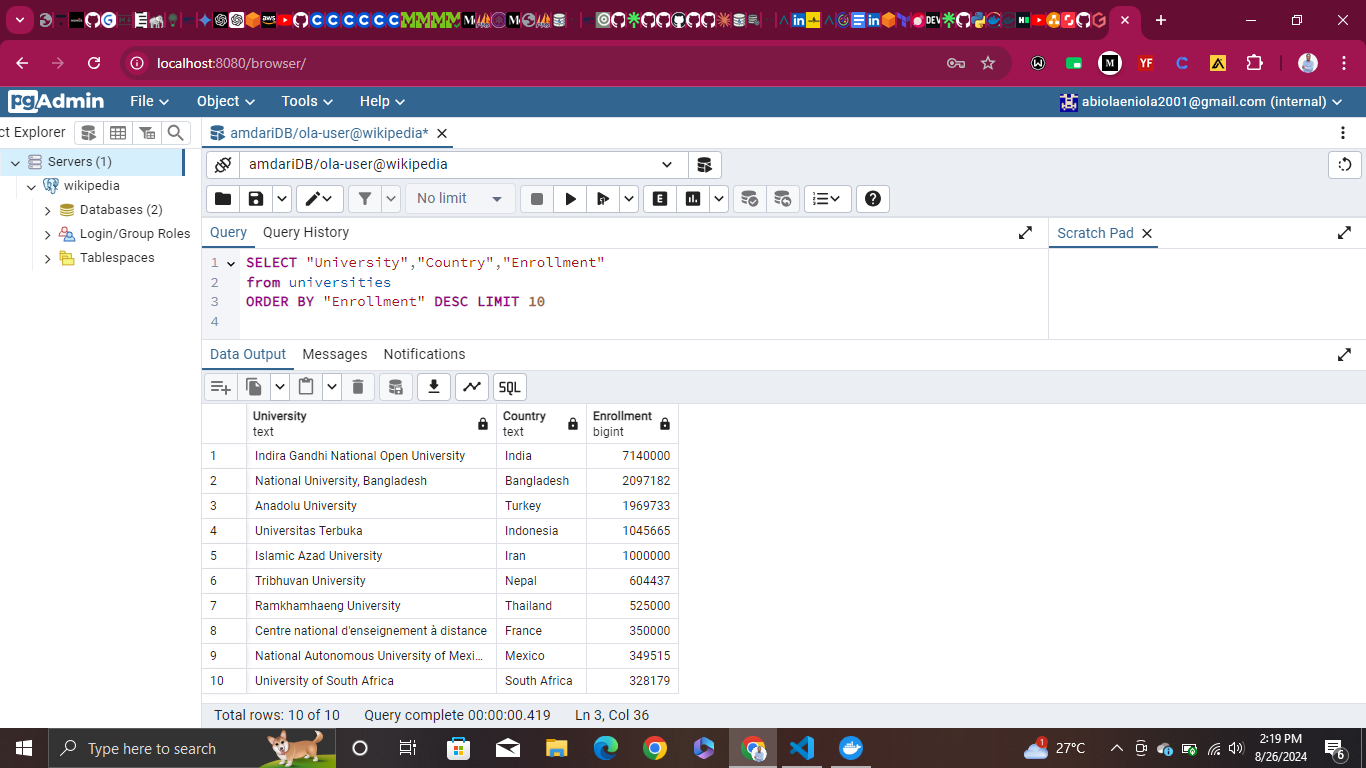 localhost:8080/browser/
pgAdmin File Object Tools Help abiolaeniola2001@gmail.com (internal)
ct Explorer
amdariDB/ola-user@wikipedia*
Servers (1)
wikipedia
Databases (2)
Login/Group Roles
Tablespaces
amdariDB/ola-user@wikipedia
No limit
E
Query Query History
Scratch Pad
1 SELECT "University","Country","Enrollment"
2 from universities
3 ORDER BY "Enrollment" DESC LIMIT 10
4
Data Output Messages Notifications
SQL
University Country Enrollment
text text bigint
1 Indira Gandhi National Open University India 7140000
2 National University, Bangladesh Bangladesh 2097182
3 Anadolu University Turkey 1969733
4 Universitas Terbuka Indonesia 1045665
5 Islamic Azad University Iran 1000000
6 Tribhuvan University Nepal 604437
7 Ramkhamhaeng University Thailand 525000
8 Centre national d'enseignement à distance France 350000
9 National Autonomous University of Mexi... Mexico 349515
10 University of South Africa South Africa 328179
Total rows: 10 of 10 Query complete 00:00:00.419 Ln 3, Col 36
Type here to search
1
27°C
2:19 PM
8/26/2024
6